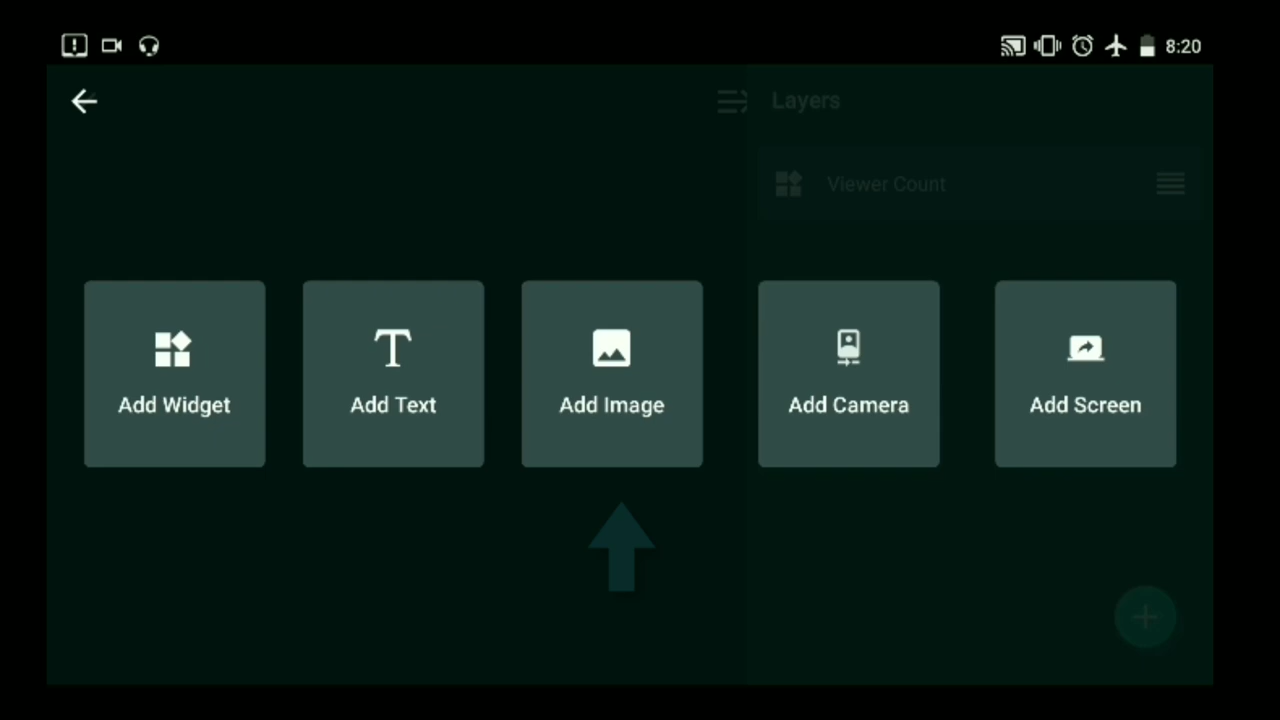 8:20
Layers
Viewer Count
Add Widget
Add Text
Add Image
Add Camera
Add Screen